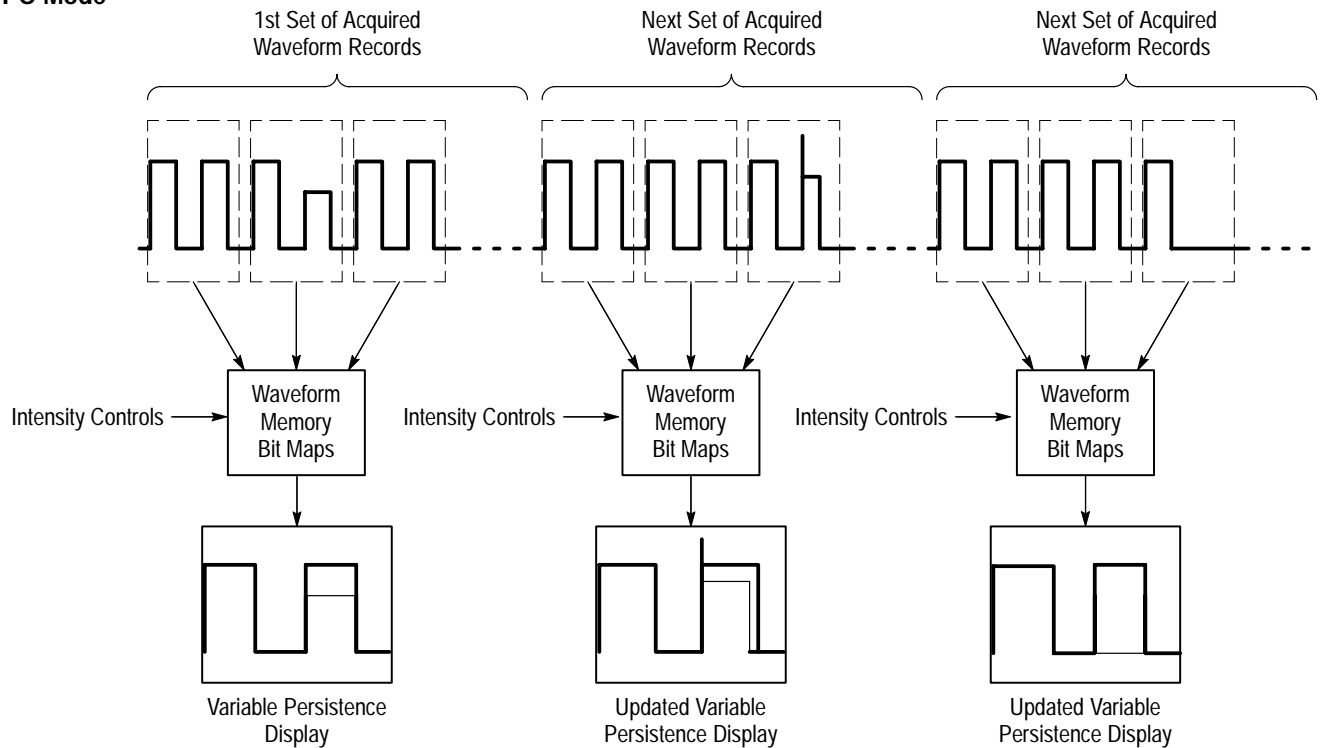 1st Set of Acquired
Waveform Records
Next Set of Acquired
Waveform Records
Next Set of Acquired
Waveform Records
Intensity Controls
Waveform
Memory
Bit Maps
Intensity Controls
Waveform
Memory
Bit Maps
Intensity Controls
Waveform
Memory
Bit Maps
Variable Persistence
Display
Updated Variable
Persistence Display
Updated Variable
Persistence Display